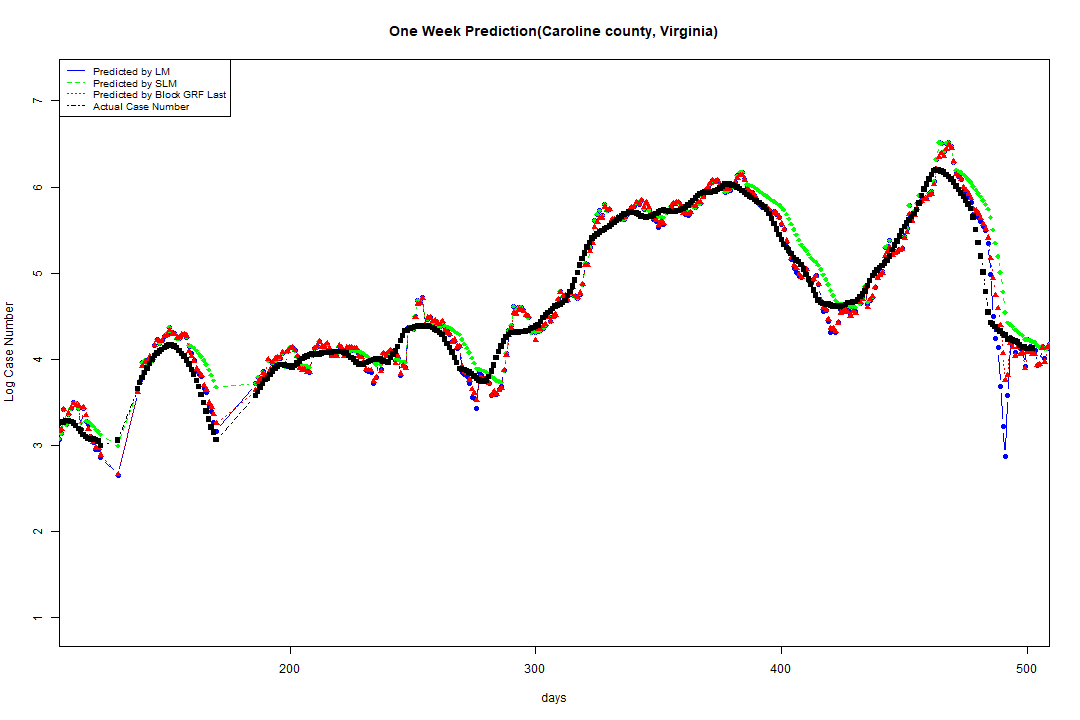 One Week Prediction(Caroline county, Virginia)
Predicted by LM
Predicted by SLM
Predicted by Block GRF Last
Actual Case Number
7
6
5
4
3
2
1
Log Case Number
200 300 400 500
days